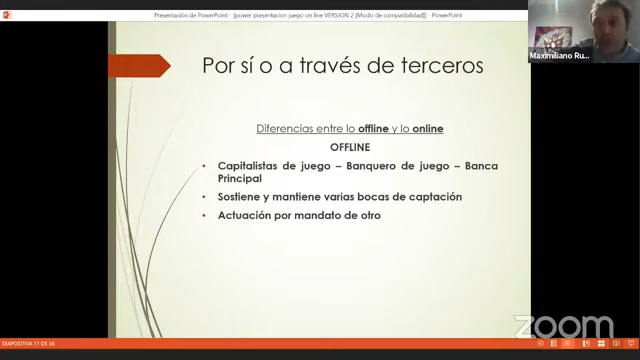 Presentación de PowerPoint - [power presentacion juego on line VERSION 2 [Modo de compatibilidad]] - PowerPoint
Maximiliano Ru...
Por sí o a través de terceros
Diferencias entre lo offline y lo online
OFFLINE
• Capitalistas de juego – Banquero de juego – Banca
Principal
• Sostiene y mantiene varias bocas de captación
• Actuación por mandato de otro
zoom
DIAPOSITIVA 11 DE 38